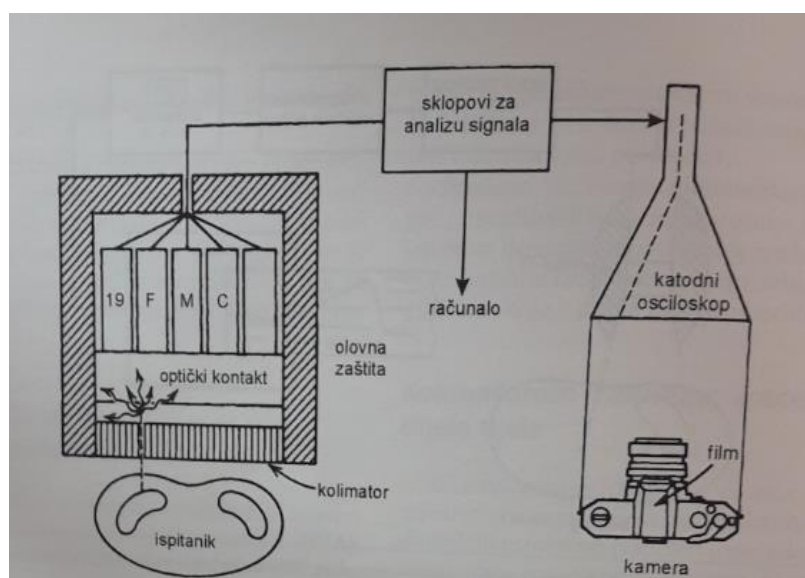 sklopovi za
analizu signala
katodni
osciloskop
računalo
19 F M C
olovna
zaštita
optički kontakt
kolimator
film
ispitanik
kamera